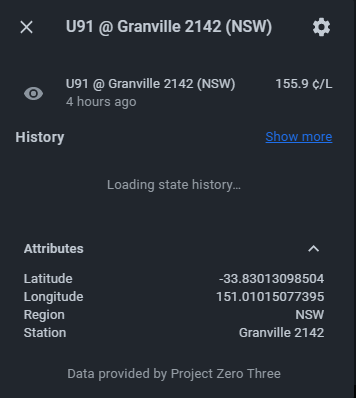 U91 @ Granville 2142 (NSW)
U91 @ Granville 2142 (NSW) 155.9 ¢/L
4 hours ago
History Show more
Loading state history...
Attributes
Latitude -33.83013098504
Longitude 151.01015077395
Region NSW
Station Granville 2142
Data provided by Project Zero Three